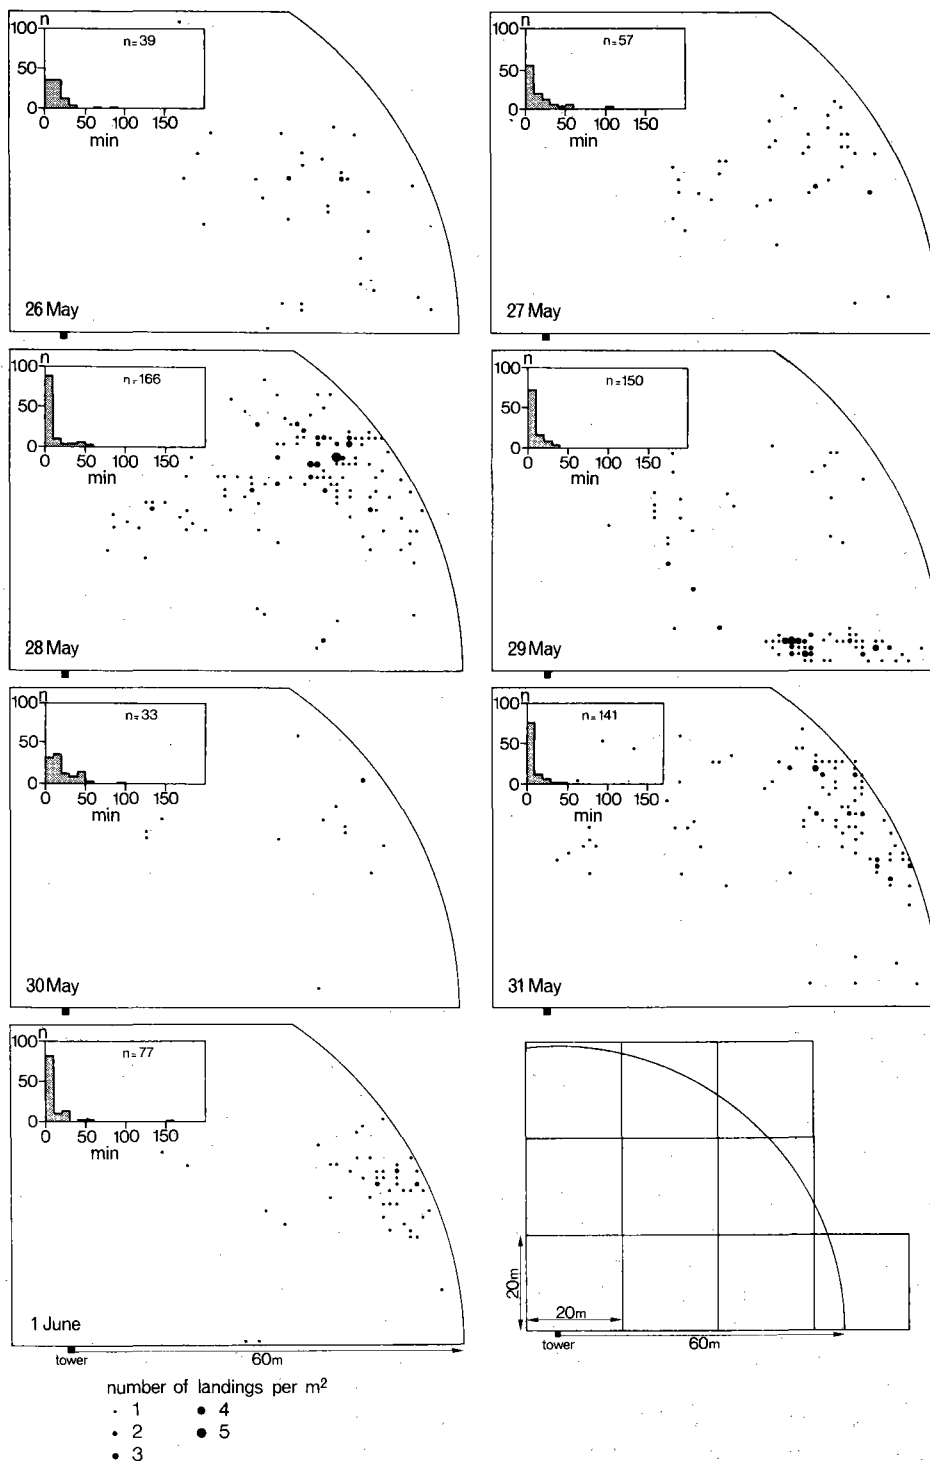 n
100
50
0
0 50 100 150
min
n=39
26 May
n
100
50
0
0 50 100 150
min
n=57
27 May
n
100
50
0
0 50 100 150
min
n=166
28 May
n
100
50
0
0 50 100 150
min
n=150
29 May
n
100
50
0
0 50 100 150
min
n=33
30 May
n
100
50
0
0 50 100 150
min
n=141
31 May
n
100
50
0
0 50 100 150
min
n=77
1 June
tower
60m
20m
20m
tower
60m
number of landings per m²
1
2
3
4
5